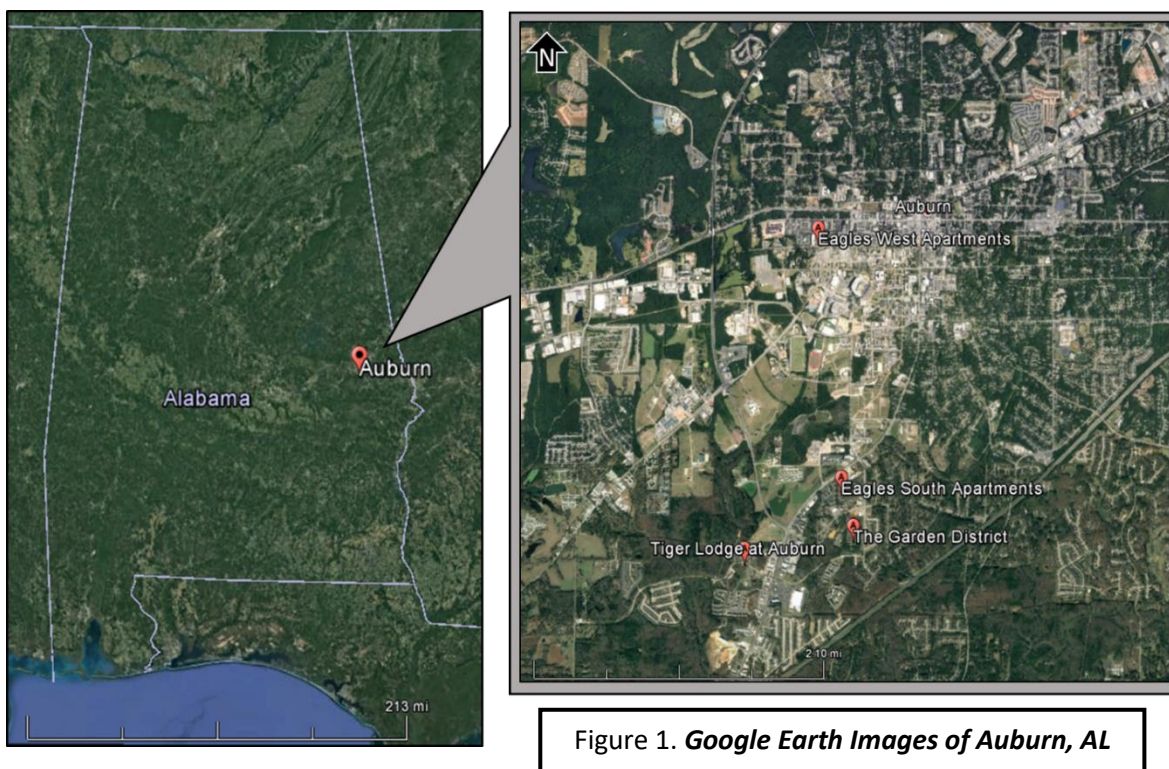 Auburn
Alabama
213 mi
N
Auburn
Eagles West Apartments
Eagles South Apartments
The Garden District
Tiger Lodge at Auburn
2.10 mi
Figure 1. Google Earth Images of Auburn, AL